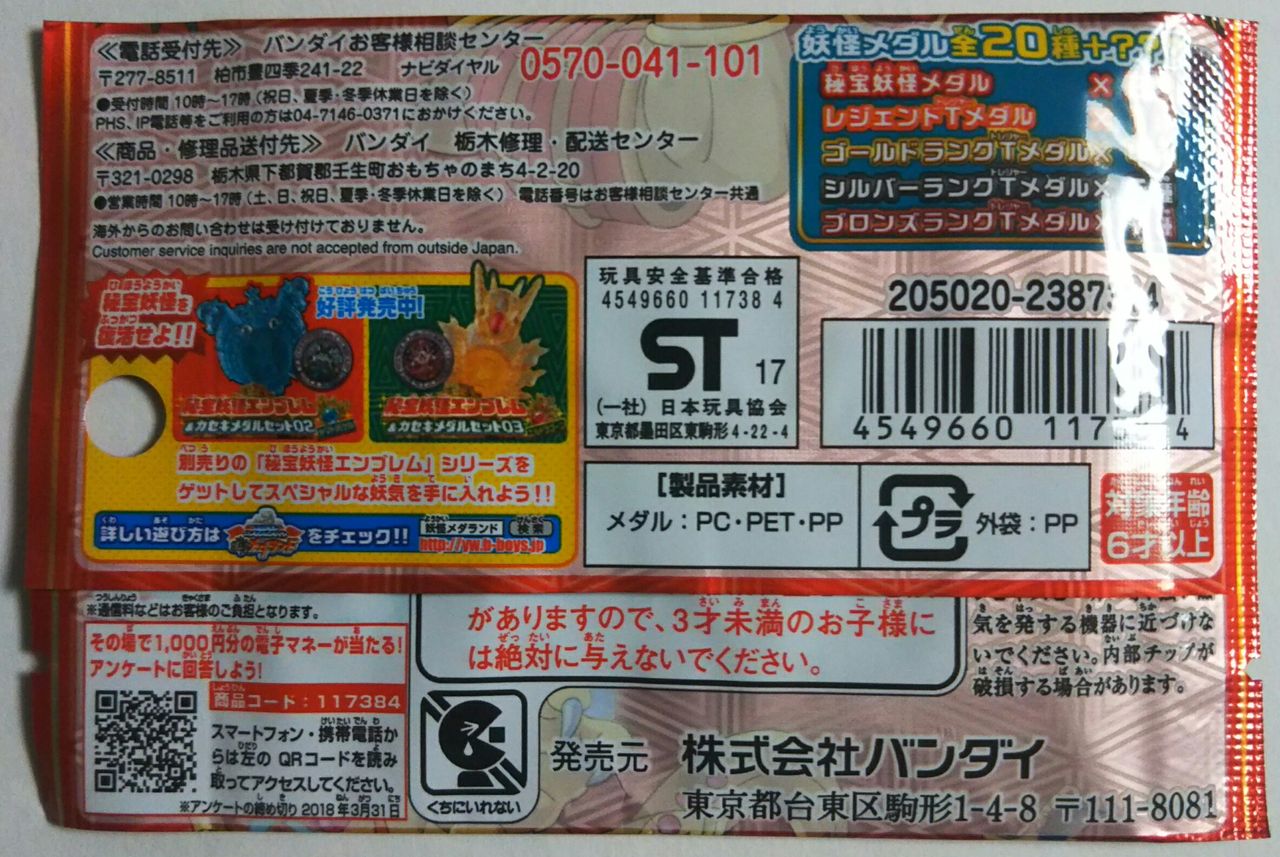 ≪電話受付先≫ バンダイお客様相談センター
〒277-8511 柏市豊四季241-22 ナビダイヤル 0570-041-101
●受付時間 10時～17時(祝日、夏季・冬季休業日を除く)
PHS、IP電話等をご利用の方は04-7146-0371におかけください。
≪商品・修理品送付先≫ バンダイ 栃木修理・配送センター
〒321-0298 栃木県下都賀郡壬生町おもちゃのまち4-2-20
●営業時間 10時～17時(土、日、祝日、夏季・冬季休業日を除く) 電話番号はお客様相談センター共通
海外からのお問い合わせは受け付けておりません。
Customer service inquiries are not accepted from outside Japan.
妖怪メダル全20種+??
秘宝妖怪メダル ×
レジェンドTメダル
ゴールドランクTメダル×
シルバーランクTメダル×
ブロンズランクTメダル×
秘宝妖怪を
復活せよ!!
好評発売中!
秘宝妖怪エンブレム
&カセキメダルセット02
秘宝妖怪エンブレム
&カセキメダルセット03
別売りの「秘宝妖怪エンブレム」シリーズを
ゲットしてスペシャルな妖気を手に入れよう!!
詳しい遊び方は
をチェック!!
妖怪メダランド 検索
http://yw.b-boys.jp
玩具安全基準合格
4549660 11738 4
ST 17
(一社)日本玩具協会
東京都墨田区東駒形4-22-4
205020-2387
4549660 117 4
【製品素材】
メダル:PC・PET・PP
プラ 外袋:PP
対象年齢
6才以上
※通信料などはお客様のご負担となります。
その場で1,000円分の電子マネーが当たる!
アンケートに回答しよう!
商品コード:117384
スマートフォン・携帯電話か
らは左のQRコードを読み
取ってアクセスしてください。
※アンケートの締め切り 2018年3月31日
がありますので、3才未満のお子様に
は絶対に与えないでください。
気を発する機器に近づけな
いでください。内部チップが
破損する場合があります。
くちにいれない
発売元 株式会社バンダイ
東京都台東区駒形1-4-8 〒111-8081